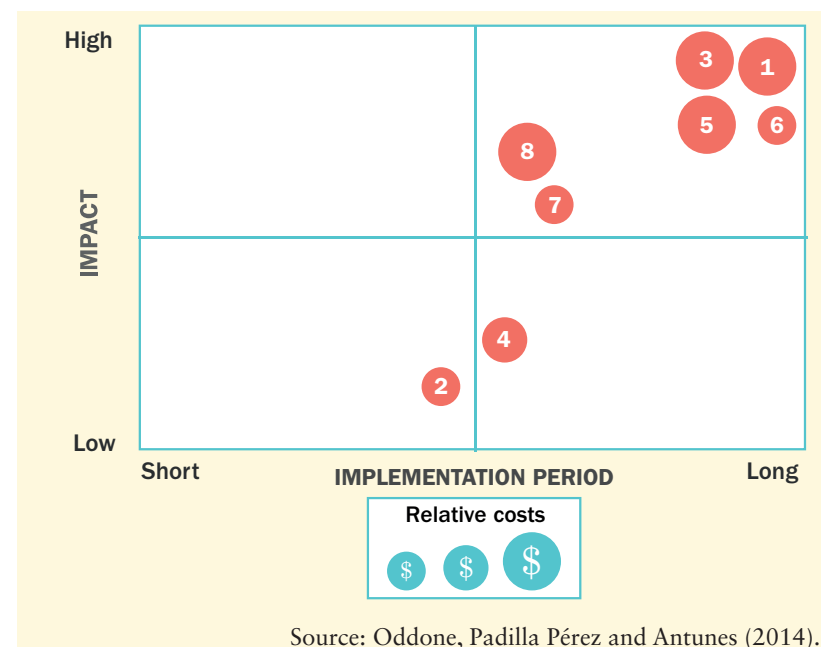 High
3
1
5
6
8
7
IMPACT
4
2
Low
Short
IMPLEMENTATION PERIOD
Long
Relative costs
$ $ $
Source: Oddone, Padilla Pérez and Antunes (2014).